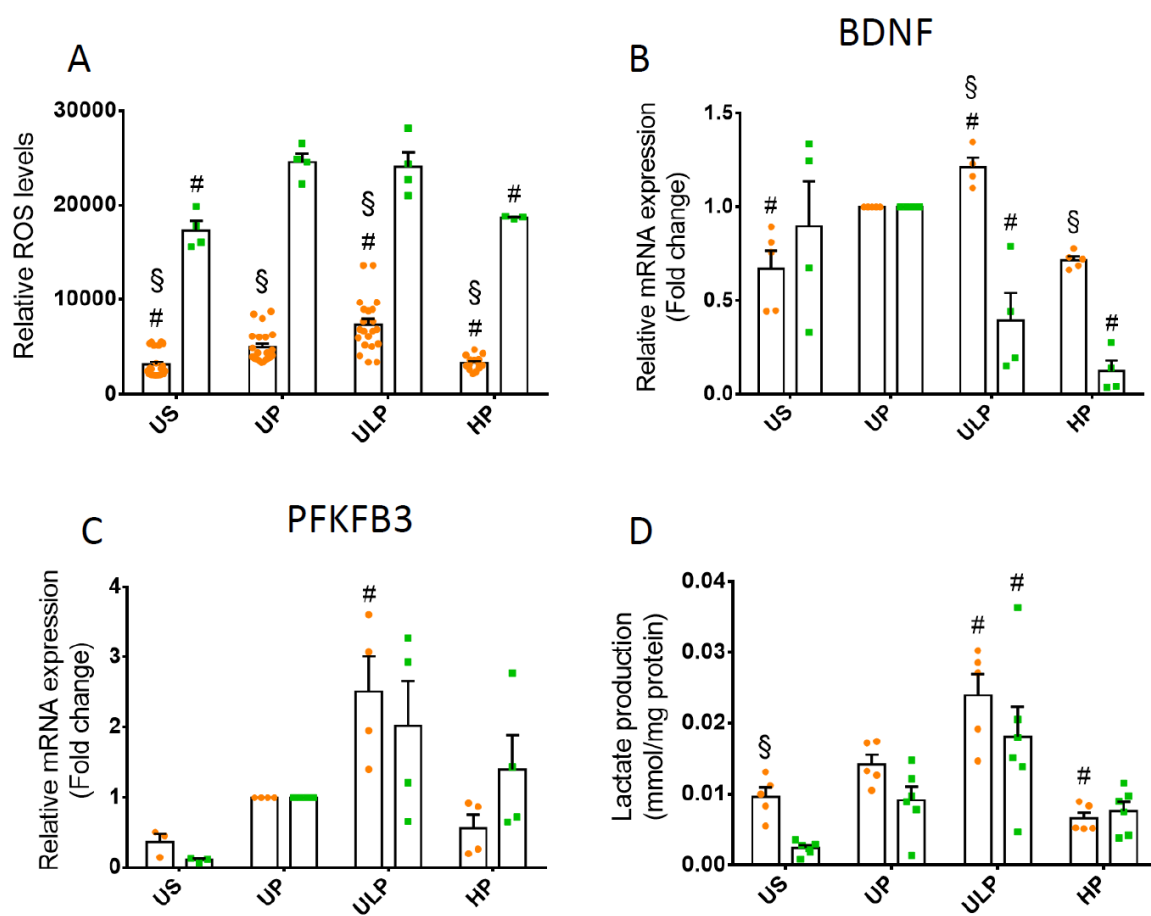 A
Relative ROS levels
30000
20000
10000
0
§
#
#
§
§
#
§
#
#
US
UP
ULP
HP
B
BDNF
Relative mRNA expression
(Fold change)
1.5
1.0
0.5
0.0
#
§
#
#
§
#
US
UP
ULP
HP
C
PFKFB3
Relative mRNA expression
(Fold change)
4
3
2
1
0
#
US
UP
ULP
HP
D
Lactate production
(mmol/mg protein)
0.04
0.03
0.02
0.01
0.00
§
#
#
#
US
UP
ULP
HP